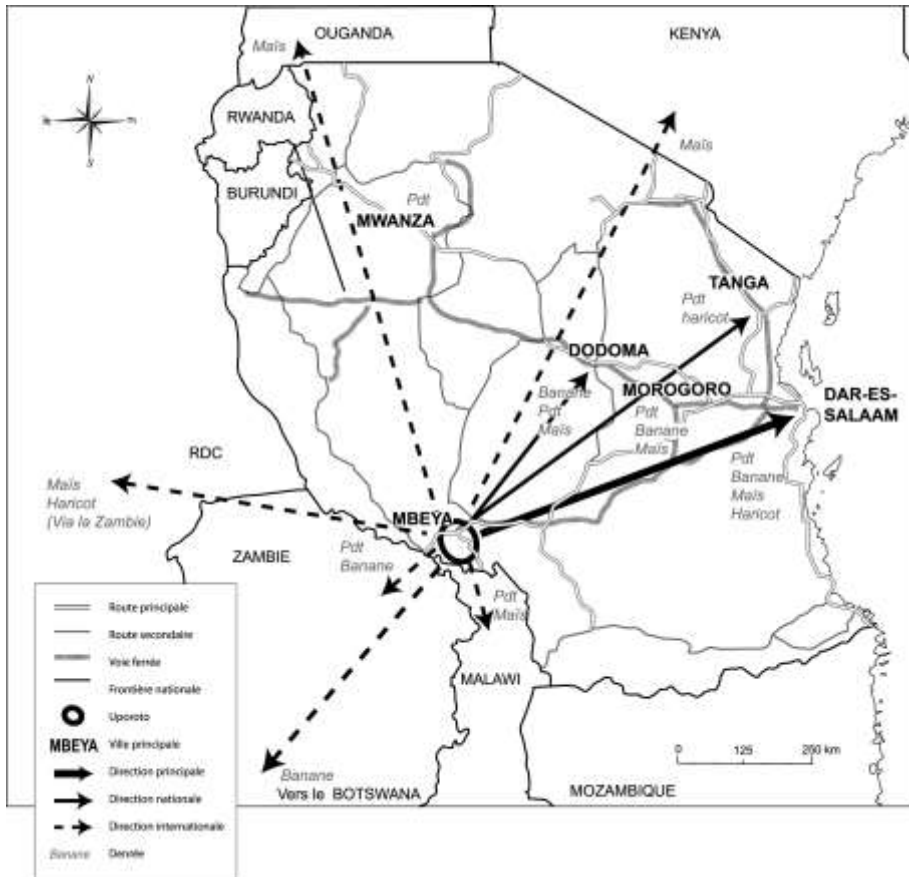 OUGANDA
KENYA
Maïs
N
S
RWANDA
Maïs
BURUNDI
Pdt
MWANZA
TANGA
Pdt
haricot
DODOMA
Banane
Pdt
Maïs
MOROGORO
Pdt
Banane
Maïs
DAR-ES-
SALAAM
RDC
Pdt
Banane
Maïs
Haricot
Maïs
Haricot
(Via la Zambie)
MBEYA
ZAMBIE
Pdt
Banane
Pdt
Maïs
MALAWI
Route principale
Route secondaire
Voie ferrée
Frontière nationale
Uporoto
MBEYA Ville principale
Direction principale
Direction nationale
Direction internationale
Banane Denrée
0 125 250 km
Banane
Vers le BOTSWANA
MOZAMBIQUE